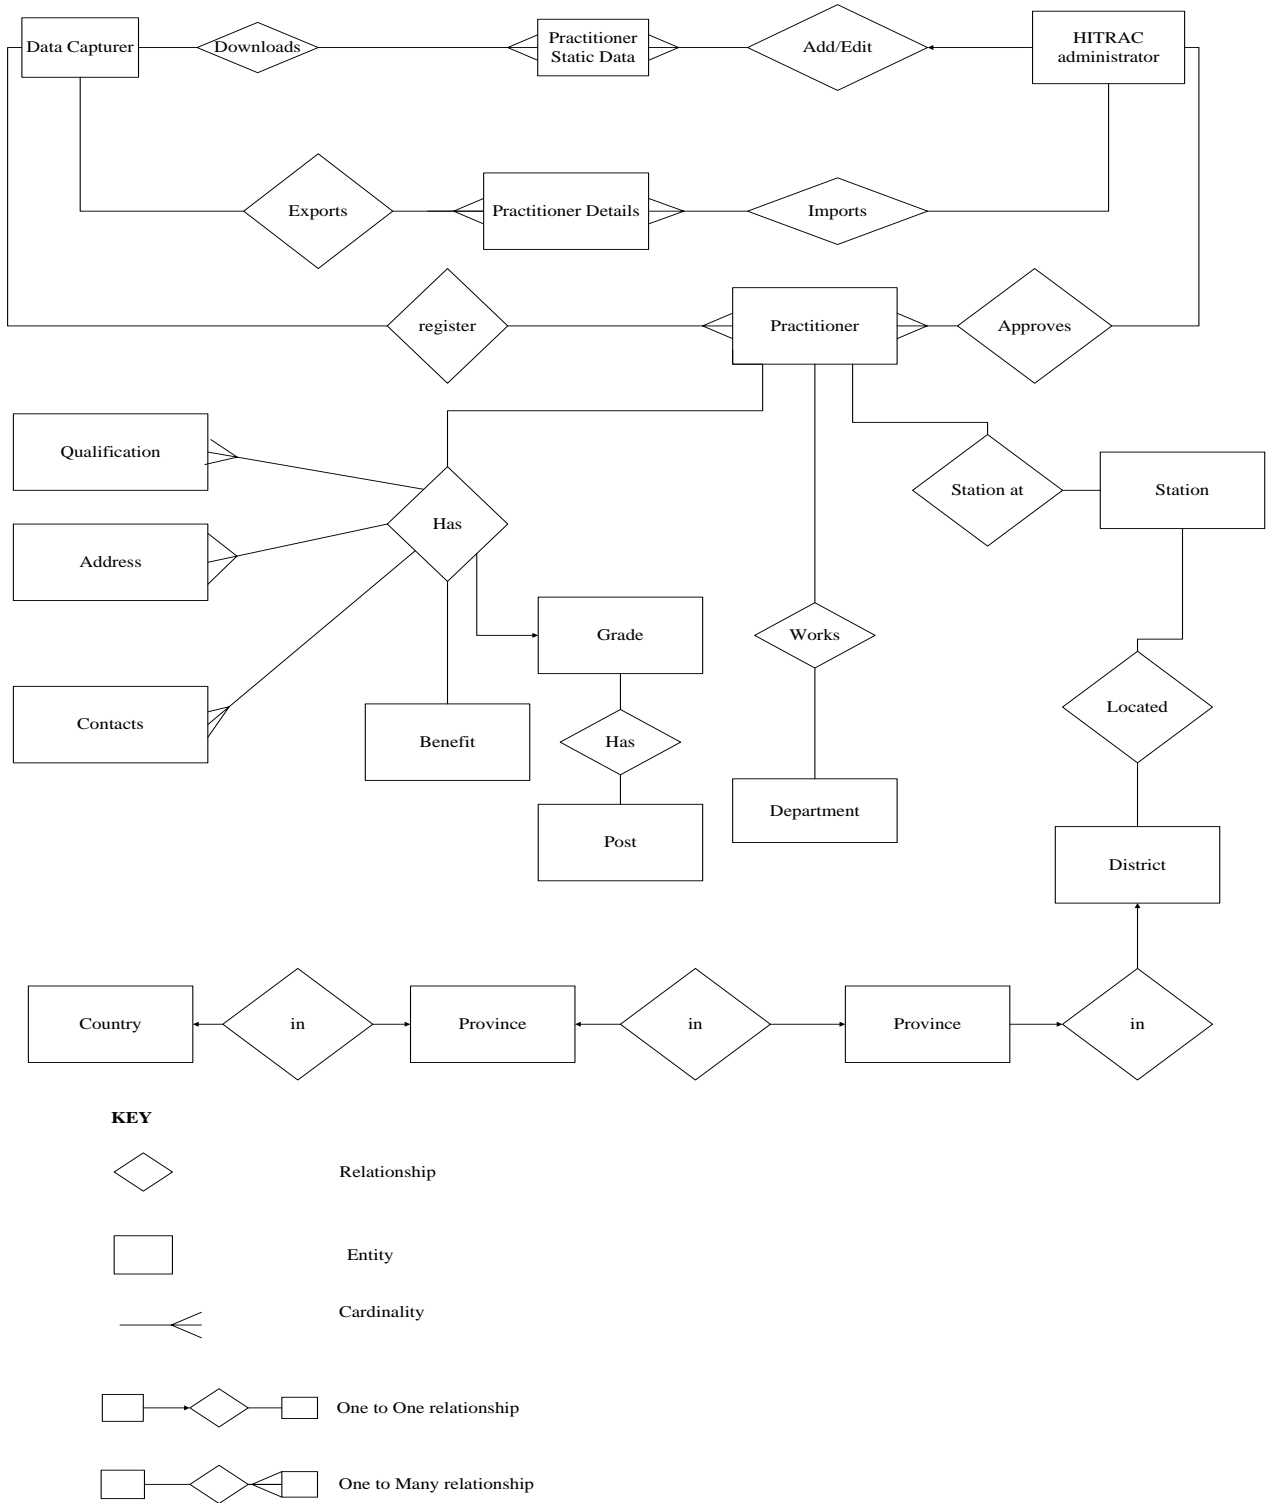 Data Capturer
Downloads
Practitioner
Static Data
Add/Edit
HITRAC
administrator
Exports
Practitioner Details
Imports
register
Practitioner
Approves
Qualification
Has
Station at
Station
Address
Grade
Works
Contacts
Benefit
Has
Located
Department
Post
District
Country
in
Province
in
Province
in
KEY
Relationship
Entity
Cardinality
One to One relationship
One to Many relationship